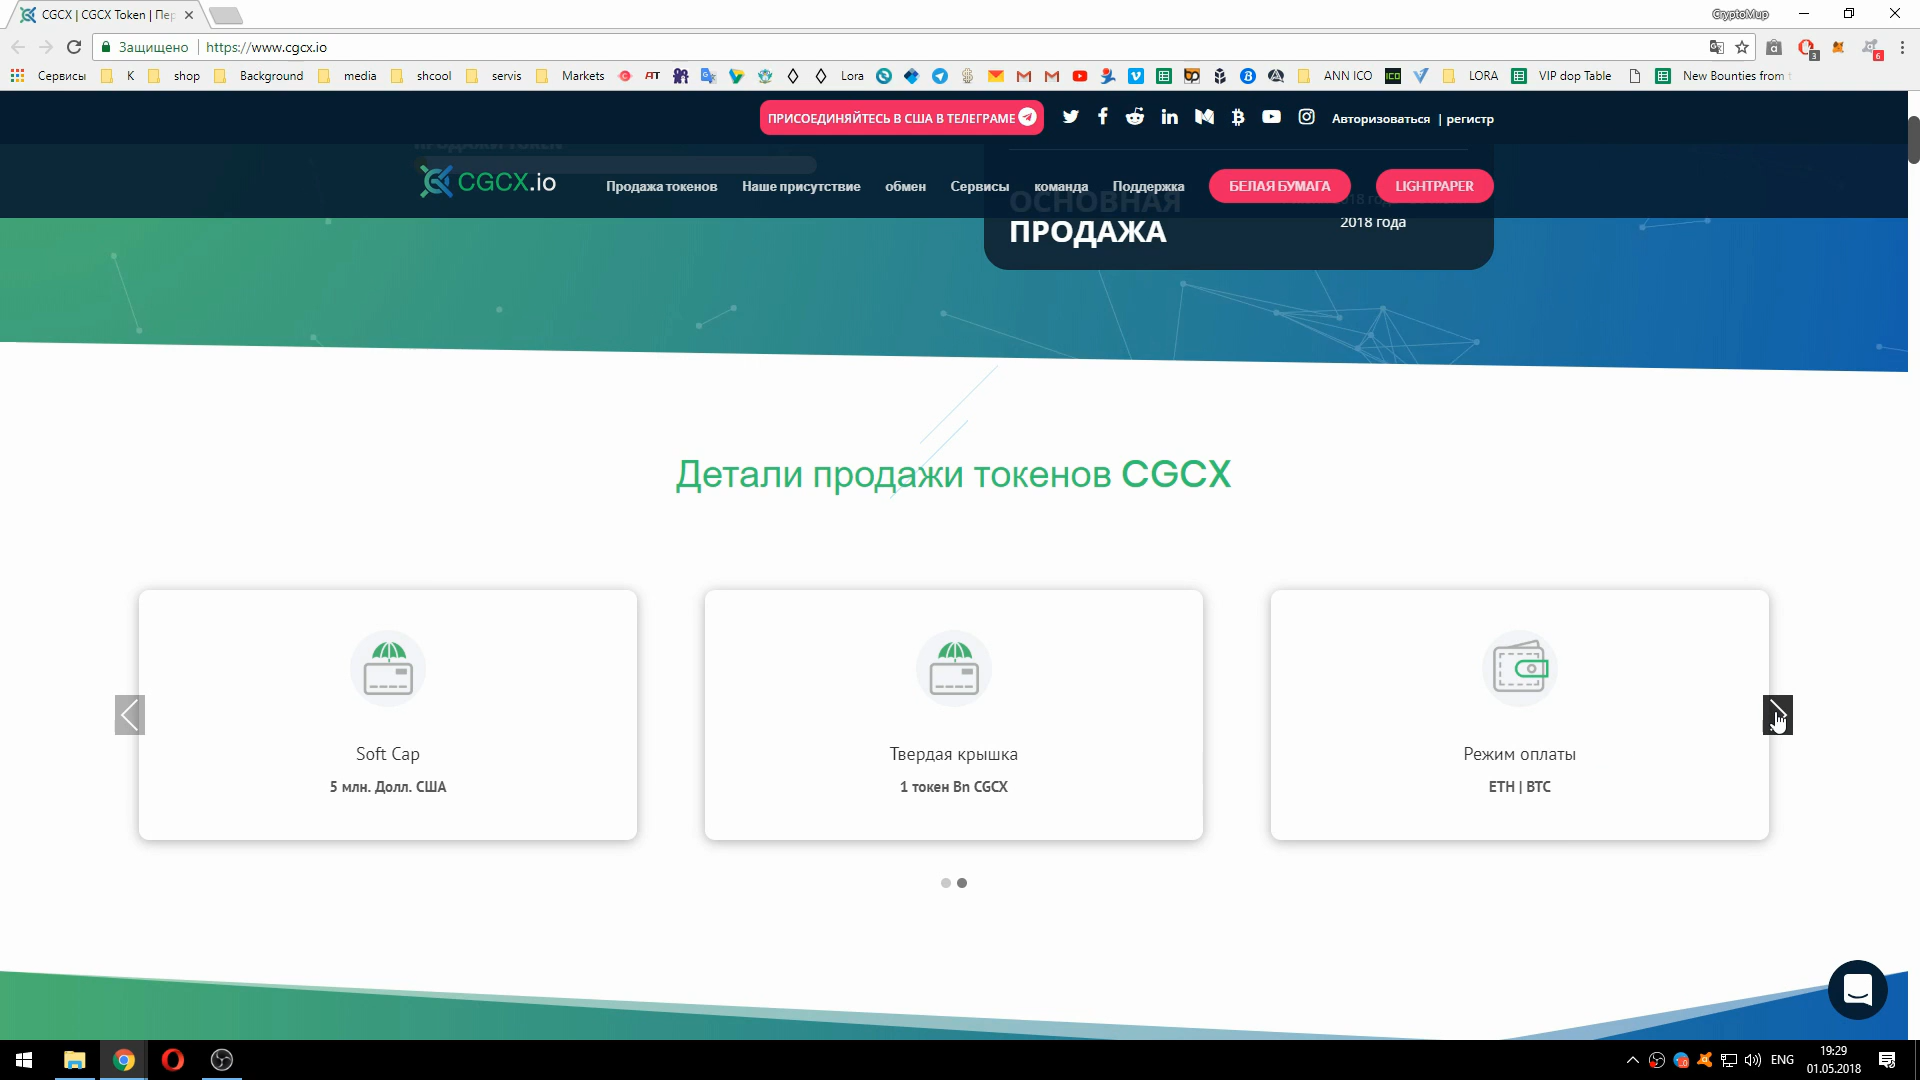 CGCX | CGCX Token | Пер
CryptoMup
Защищено https://www.cgcx.io
Сервисы K shop Background media shcool servis Markets Lora ANN ICO LORA VIP dop Table New Bounties from
ПРИСОЕДИНЯЙТЕСЬ В США В ТЕЛЕГРАМЕ Авторизоваться | регистр
CGCX.io Продажа токенов Наше присутствие обмен Сервисы команда Поддержка БЕЛАЯ БУМАГА LIGHTPAPER
ОСНОВНАЯ
ПРОДАЖА
2018 года
Детали продажи токенов CGCX
Soft Cap
5 млн. Долл. США
Твердая крышка
1 токен Bn CGCX
Режим оплаты
ETH | BTC
ENG
19:29
01.05.2018